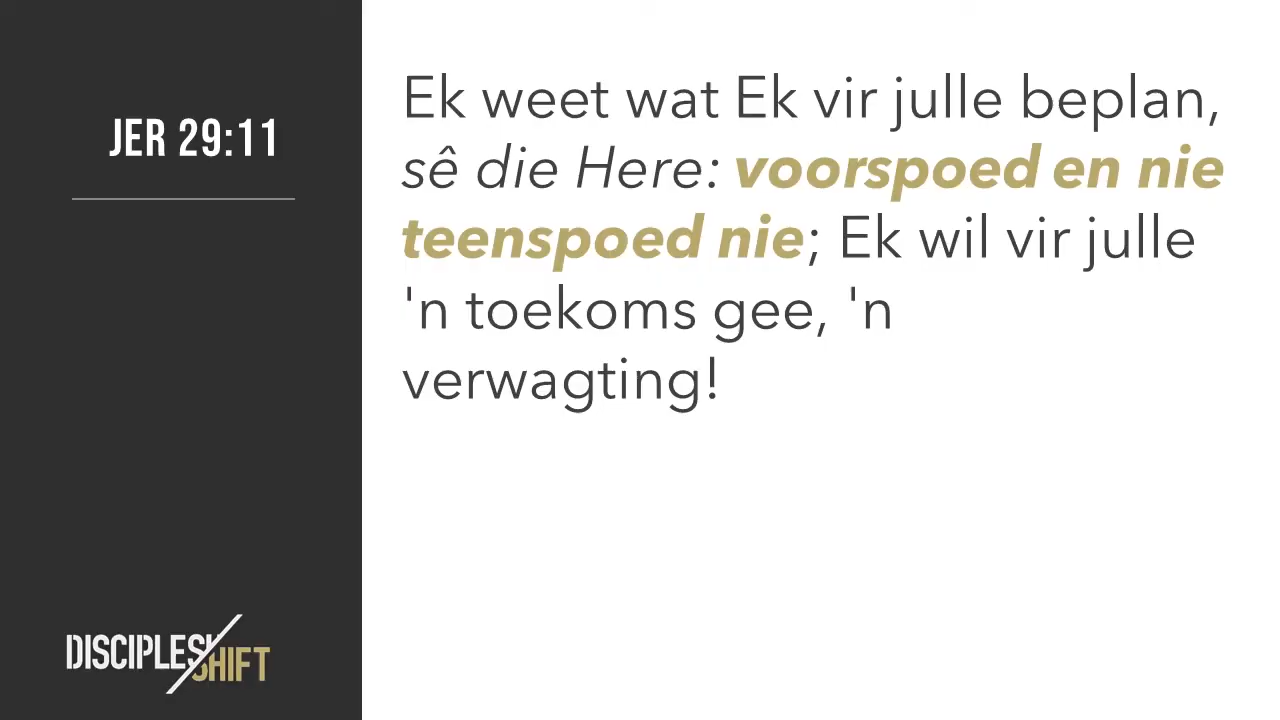 JER 29:11
Ek weet wat Ek vir julle beplan,
sê die Here: voorspoed en nie
teenspoed nie; Ek wil vir julle
'n toekoms gee, 'n
verwagting!
DISCIPLESHIFT